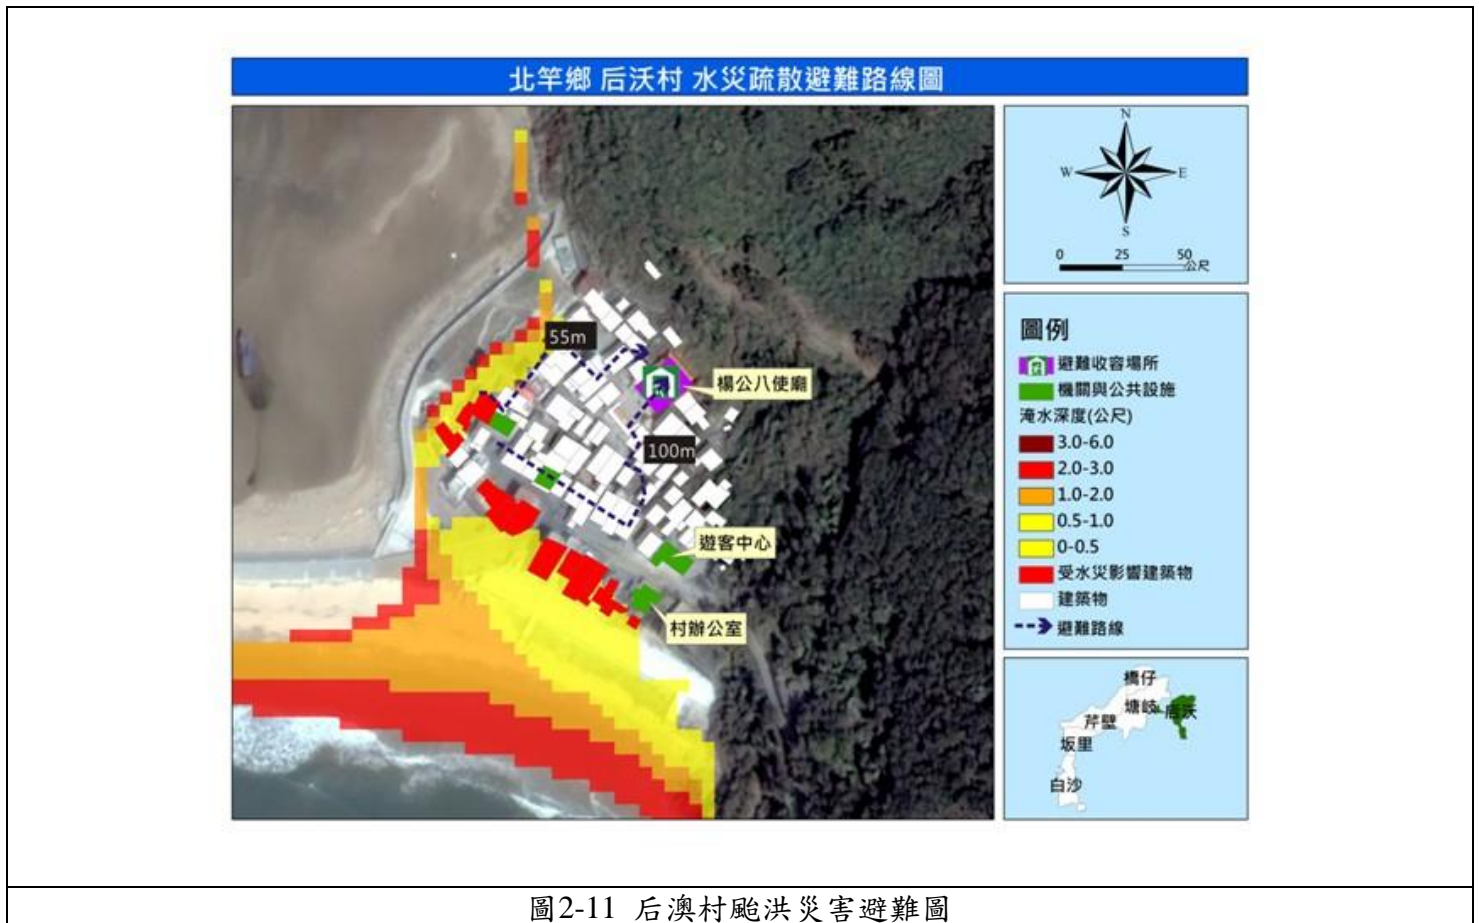 北竿鄉 后沃村 水災疏散避難路線圖
55m
楊公八使廟
100m
遊客中心
村辦公室
N
W
E
S
0 25 50
公尺
圖例
避難收容場所
機關與公共設施
淹水深度(公尺)
3.0-6.0
2.0-3.0
1.0-2.0
0.5-1.0
0-0.5
受水災影響建築物
建築物
避難路線
橋仔
塘岐
后沃
芹壁
坂里
白沙
圖2-11 后澳村颱洪災害避難圖